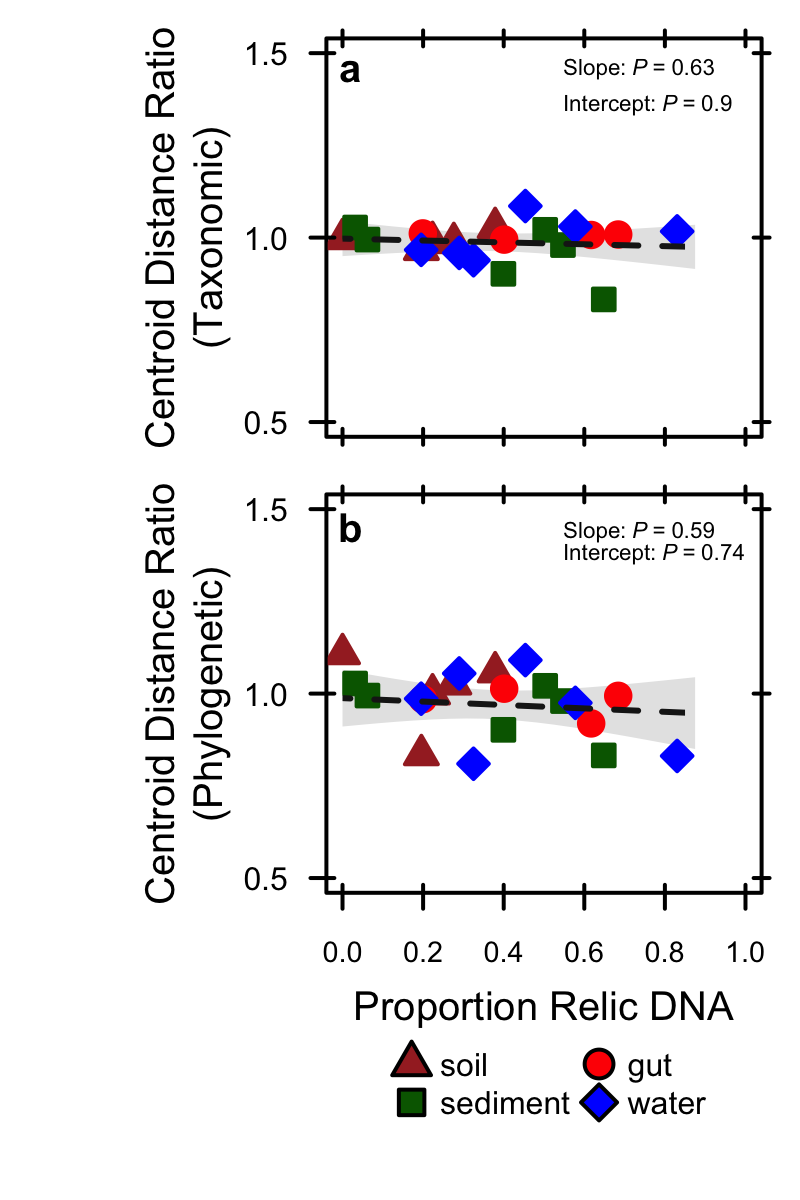 Centroid Distance Ratio
(Taxonomic)
1.5
1.0
0.5
a
Slope: P = 0.63
Intercept: P = 0.9
Centroid Distance Ratio
(Phylogenetic)
1.5
1.0
0.5
b
Slope: P = 0.59
Intercept: P = 0.74
0.0 0.2 0.4 0.6 0.8 1.0
Proportion Relic DNA
soil gut
sediment water